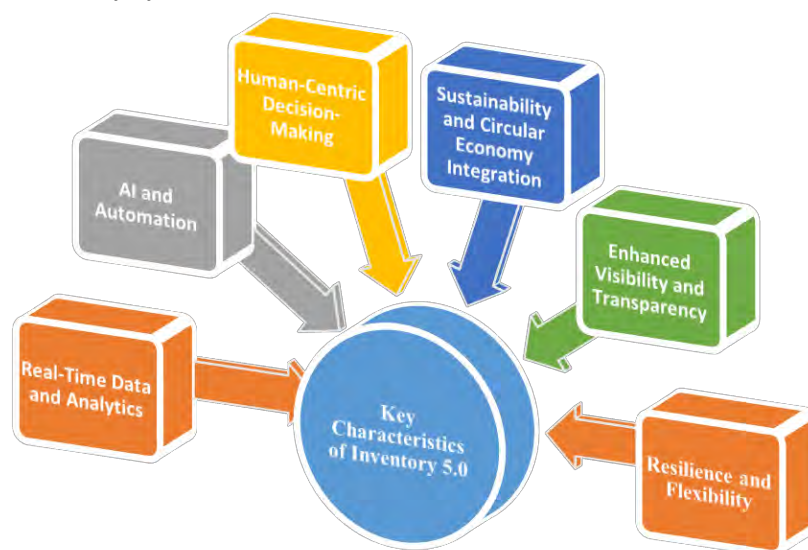 Human-Centric
Decision-
Making
Sustainability
and Circular
Economy
Integration
AI and
Automation
Enhanced
Visibility and
Transparency
Real-Time Data
and Analytics
Key
Characteristics
of Inventory 5.0
Resilience and
Flexibility